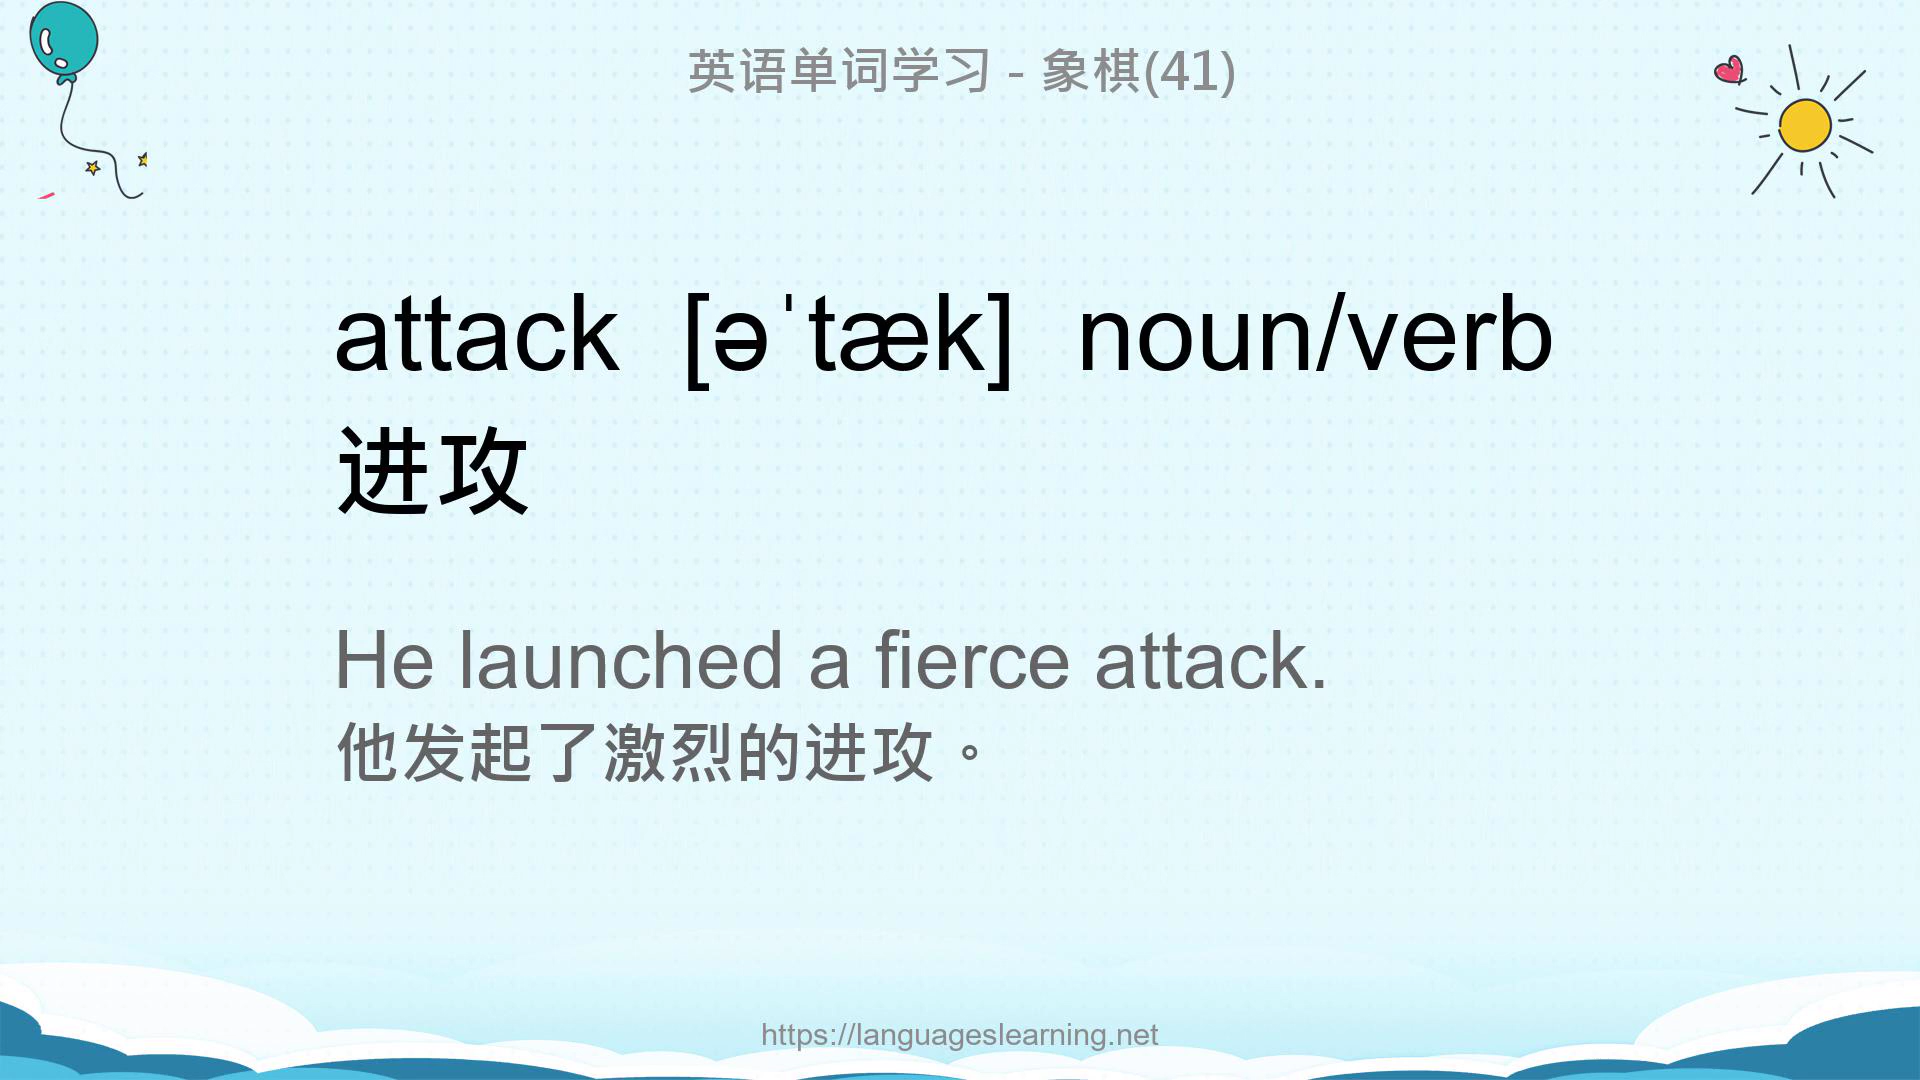 英语单词学习 - 象棋(41)
attack [əˈtæk] noun/verb
进攻
He launched a fierce attack.
他发起了激烈的进攻。
https://languageslearning.net